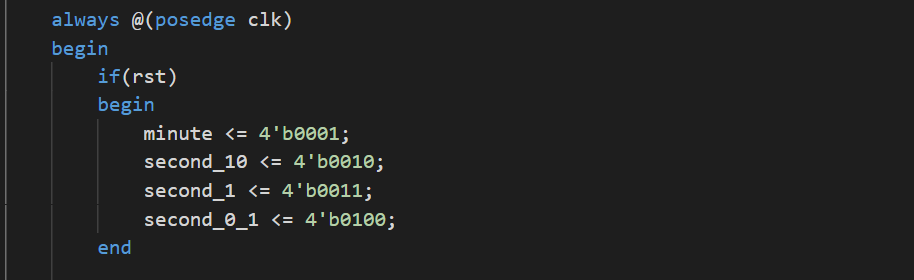 always @(posedge clk)
begin
if(rst)
begin
minute <= 4'b0001;
second_10 <= 4'b0010;
second_1 <= 4'b0011;
second_0_1 <= 4'b0100;
end